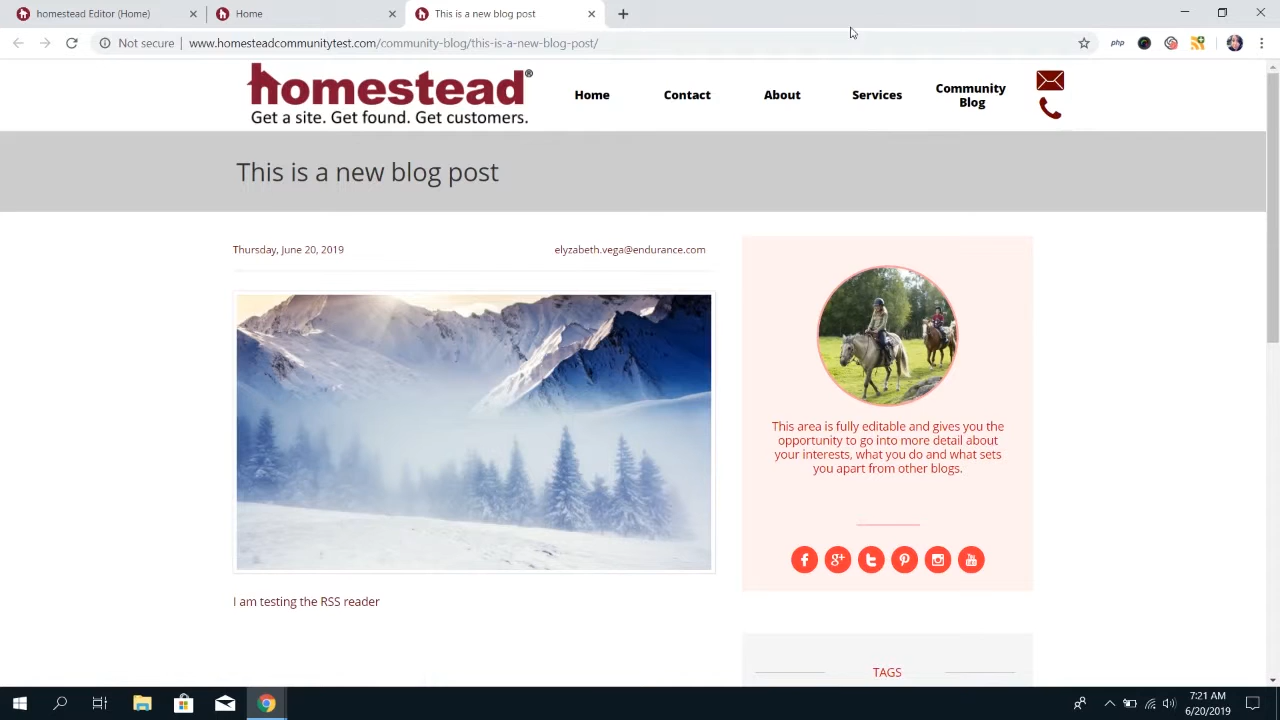 homestead Editor (Home)
Home
This is a new blog post
Not secure
www.homesteadcommunitytest.com/community-blog/this-is-a-new-blog-post/
php
homestead®
Get a site. Get found. Get customers.
Home
Contact
About
Services
Community
Blog
This is a new blog post
Thursday, June 20, 2019
elyzabeth.vega@endurance.com
This area is fully editable and gives you the
opportunity to go into more detail about
your interests, what you do and what sets
you apart from other blogs.
I am testing the RSS reader
TAGS
7:21 AM
6/20/2019